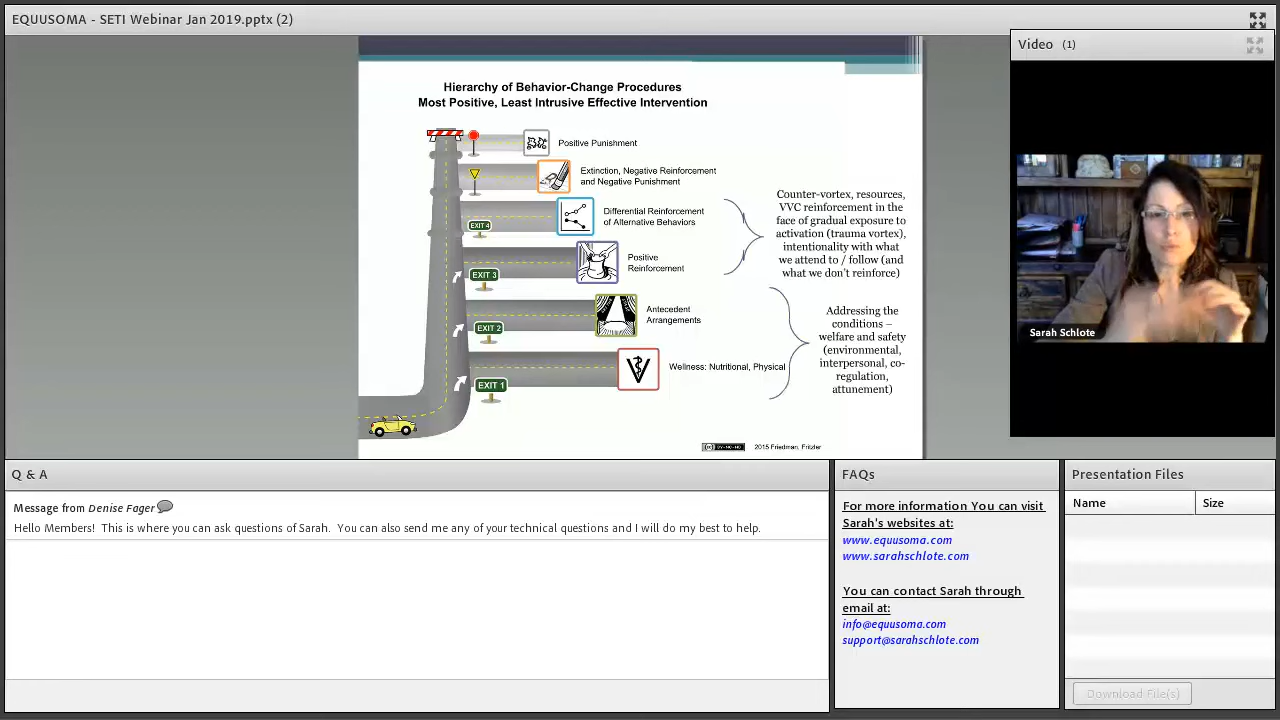 EQUUSOMA - SETI Webinar Jan 2019.pptx (2)
Hierarchy of Behavior-Change Procedures
Most Positive, Least Intrusive Effective Intervention
Positive Punishment
Extinction, Negative Reinforcement
and Negative Punishment
EXIT 4
Differential Reinforcement
of Alternative Behaviors
EXIT 3
Positive
Reinforcement
EXIT 2
Antecedent
Arrangements
EXIT 1
Wellness: Nutritional, Physical
Counter-vortex, resources,
VVC reinforcement in the
face of gradual exposure to
activation (trauma vortex),
intentionality with what
we attend to / follow (and
what we don't reinforce)
Addressing the
conditions –
welfare and safety
(environmental,
interpersonal, co-
regulation,
attunement)
BY-NC-ND
2015 Friedman, Fritzler
Video (1)
Sarah Schlote
Q & A
Message from Denise Fager
Hello Members! This is where you can ask questions of Sarah. You can also send me any of your technical questions and I will do my best to help.
FAQs
For more information You can visit
Sarah's websites at:
www.equusoma.com
www.sarahschlote.com
You can contact Sarah through
email at:
info@equusoma.com
support@sarahschlote.com
Presentation Files
Name
Size
Download File(s)